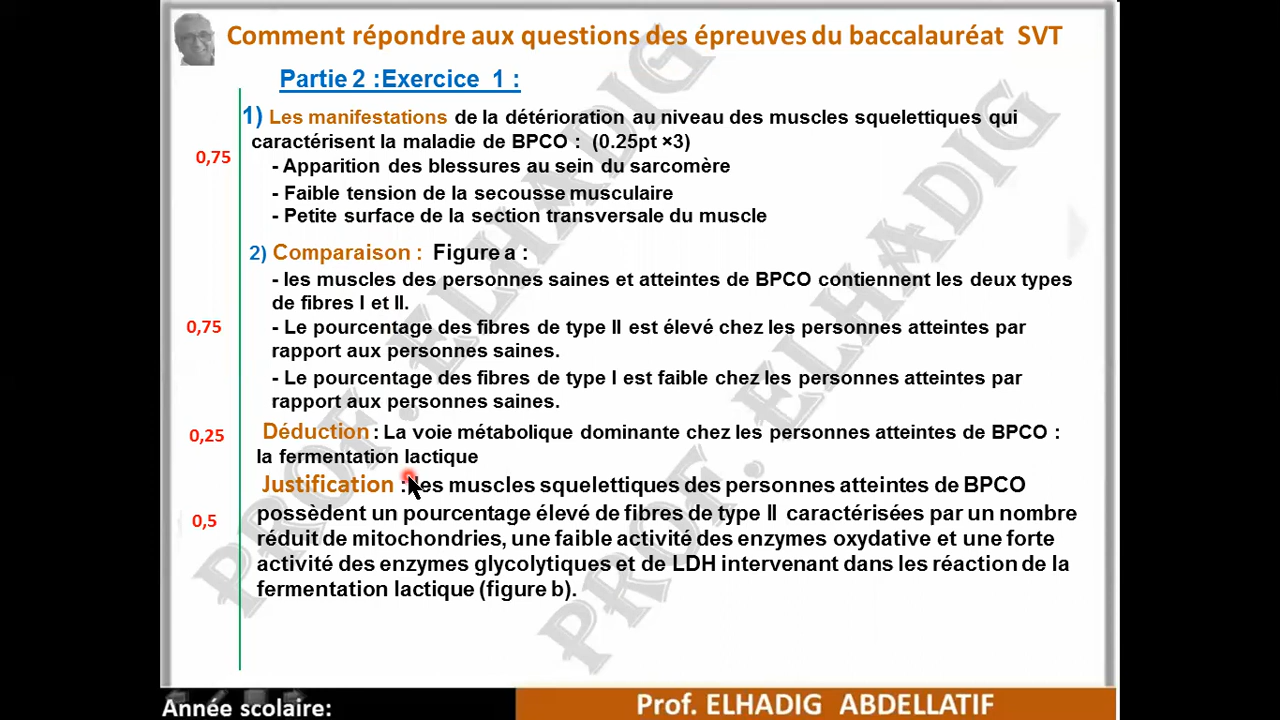 Comment répondre aux questions des épreuves du baccalauréat SVT
Partie 2 :Exercice 1 :
1) Les manifestations de la détérioration au niveau des muscles squelettiques qui
caractérisent la maladie de BPCO : (0.25pt ×3)
0,75
- Apparition des blessures au sein du sarcomère
- Faible tension de la secousse musculaire
- Petite surface de la section transversale du muscle
2) Comparaison : Figure a :
- les muscles des personnes saines et atteintes de BPCO contiennent les deux types
de fibres I et II.
0,75
- Le pourcentage des fibres de type II est élevé chez les personnes atteintes par
rapport aux personnes saines.
- Le pourcentage des fibres de type I est faible chez les personnes atteintes par
rapport aux personnes saines.
0,25
Déduction : La voie métabolique dominante chez les personnes atteintes de BPCO :
la fermentation lactique
Justification : les muscles squelettiques des personnes atteintes de BPCO
0,5
possèdent un pourcentage élevé de fibres de type II caractérisées par un nombre
réduit de mitochondries, une faible activité des enzymes oxydative et une forte
activité des enzymes glycolytiques et de LDH intervenant dans les réaction de la
fermentation lactique (figure b).
PROF. ELHADIG
PROF. ELHADIG
Année scolaire:
Prof. ELHADIG ABDELLATIF